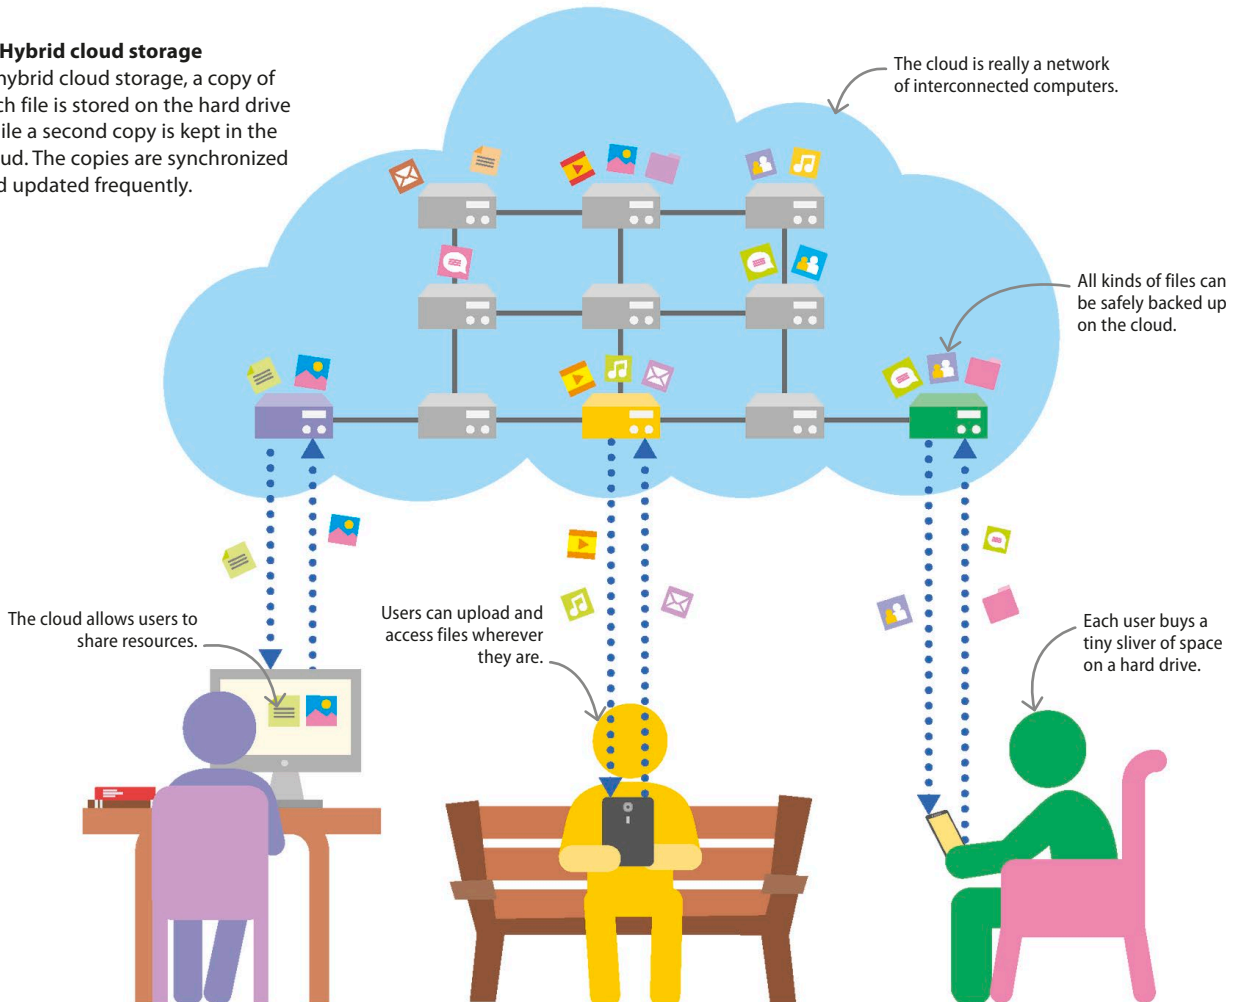 Hybrid cloud storage
hybrid cloud storage, a copy of
ch file is stored on the hard drive
ile a second copy is kept in the
ud. The copies are synchronized
d updated frequently.
The cloud is really a network
of interconnected computers.
All kinds of files can
be safely backed up
on the cloud.
The cloud allows users to
share resources.
Users can upload and
access files wherever
they are.
Each user buys a
tiny sliver of space
on a hard drive.